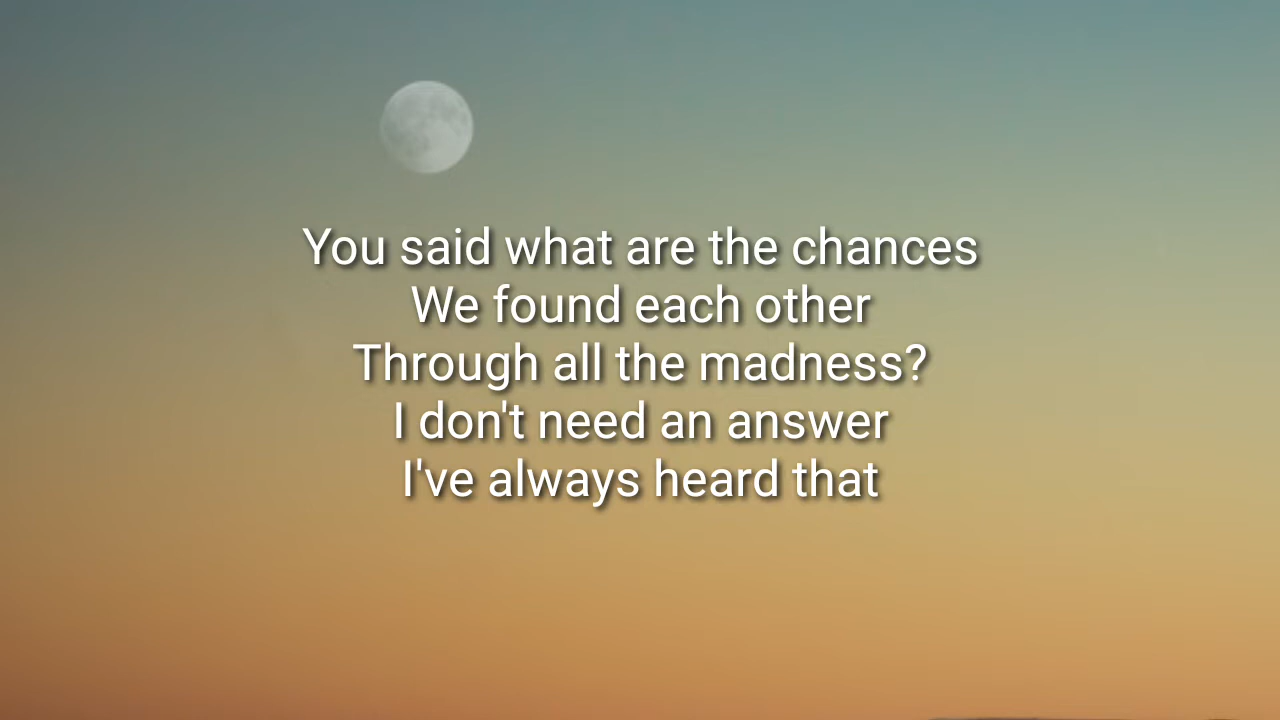 You said what are the chances
We found each other
Through all the madness?
I don't need an answer
I've always heard that